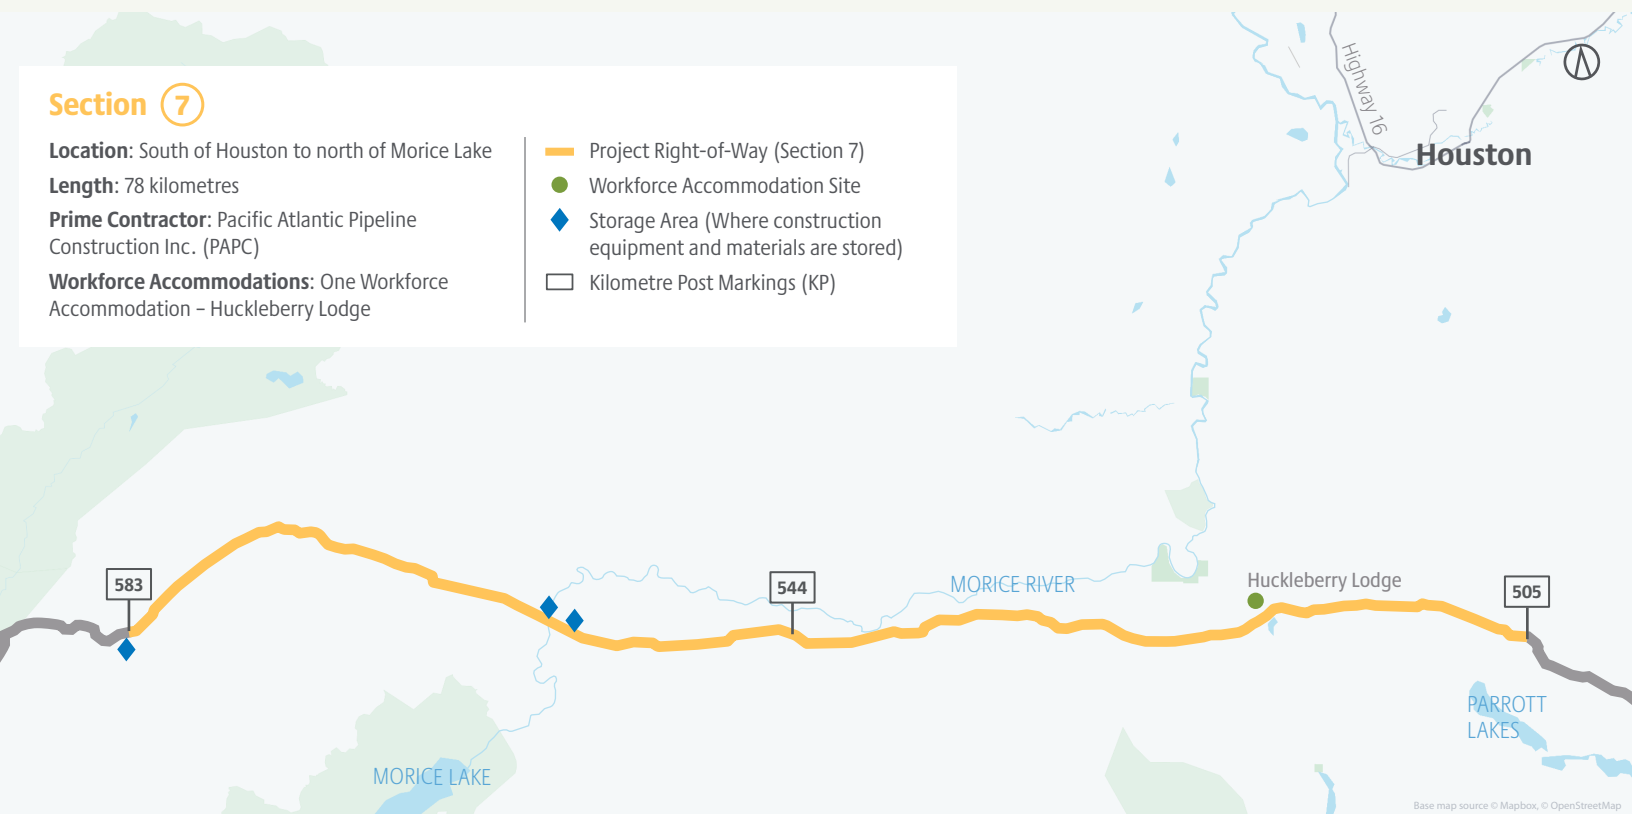 Section 7
Location: South of Houston to north of Morice Lake
Length: 78 kilometres
Prime Contractor: Pacific Atlantic Pipeline
Construction Inc. (PAPC)
Workforce Accommodations: One Workforce
Accommodation – Huckleberry Lodge
Project Right-of-Way (Section 7)
Workforce Accommodation Site
Storage Area (Where construction
equipment and materials are stored)
Kilometre Post Markings (KP)
Highway 16
Houston
583
544
MORICE RIVER
Huckleberry Lodge
505
PARROTT
LAKES
MORICE LAKE
Base map source © Mapbox, © OpenStreetMap